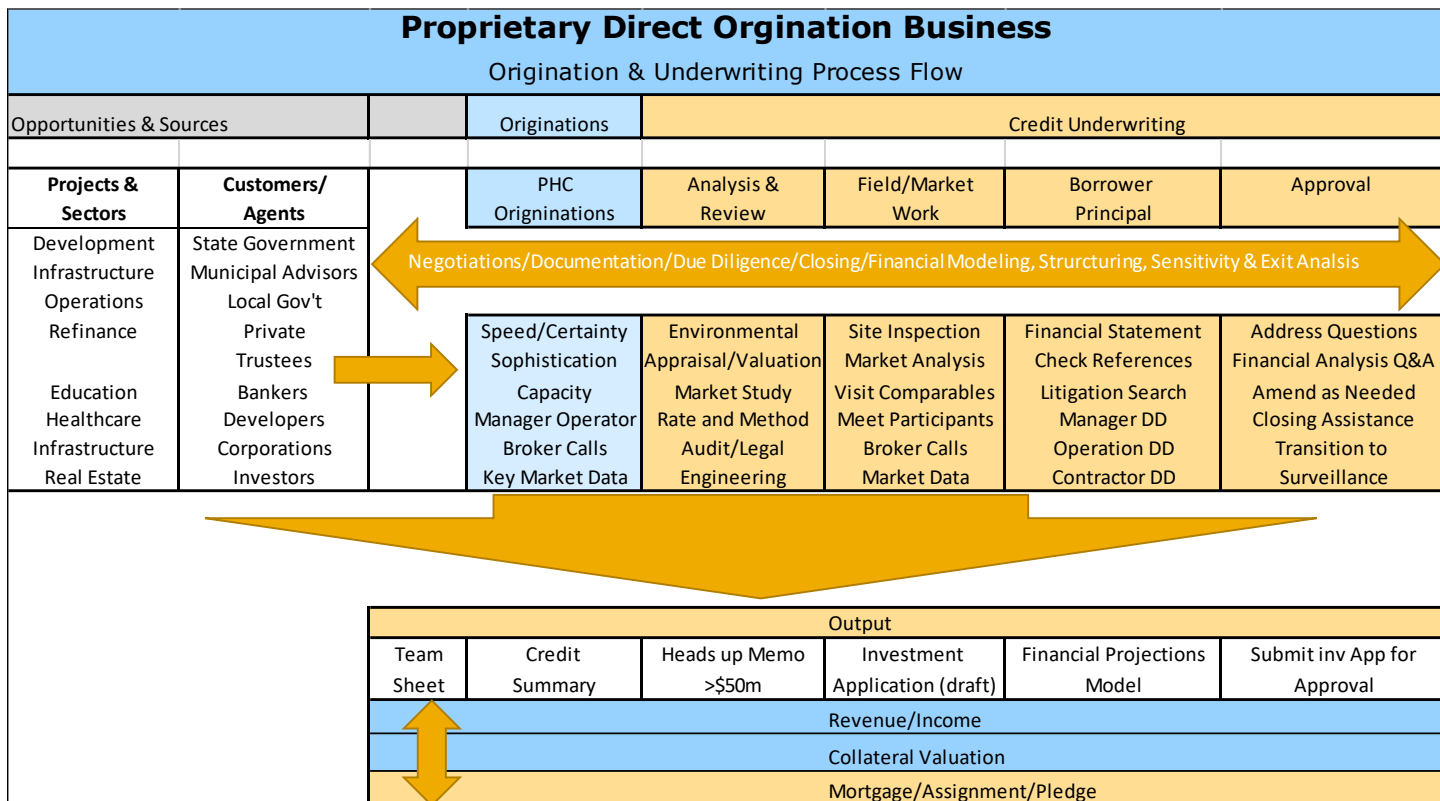 Proprietary Direct Orgination Business
Origination & Underwriting Process Flow
Opportunities & Sources
Originations
Credit Underwriting
Projects &
Sectors
Customers/
Agents
PHC
Origninations
Analysis &
Review
Field/Market
Work
Borrower
Principal
Approval
Development
Infrastructure
Operations
Refinance
Education
Healthcare
Infrastructure
Real Estate
State Government
Municipal Advisors
Local Gov't
Private
Trustees
Bankers
Developers
Corporations
Investors
Negotiations/Documentation/Due Diligence/Closing/Financial Modeling, Strurcturing, Sensitivity & Exit Analsis
Speed/Certainty
Sophistication
Capacity
Manager Operator
Broker Calls
Key Market Data
Environmental
Appraisal/Valuation
Market Study
Rate and Method
Audit/Legal
Engineering
Site Inspection
Market Analysis
Visit Comparables
Meet Participants
Broker Calls
Market Data
Financial Statement
Check References
Litigation Search
Manager DD
Operation DD
Contractor DD
Address Questions
Financial Analysis Q&A
Amend as Needed
Closing Assistance
Transition to
Surveillance
Output
Team
Sheet
Credit
Summary
Heads up Memo
>$50m
Investment
Application (draft)
Financial Projections
Model
Submit inv App for
Approval
Revenue/Income
Collateral Valuation
Mortgage/Assignment/Pledge